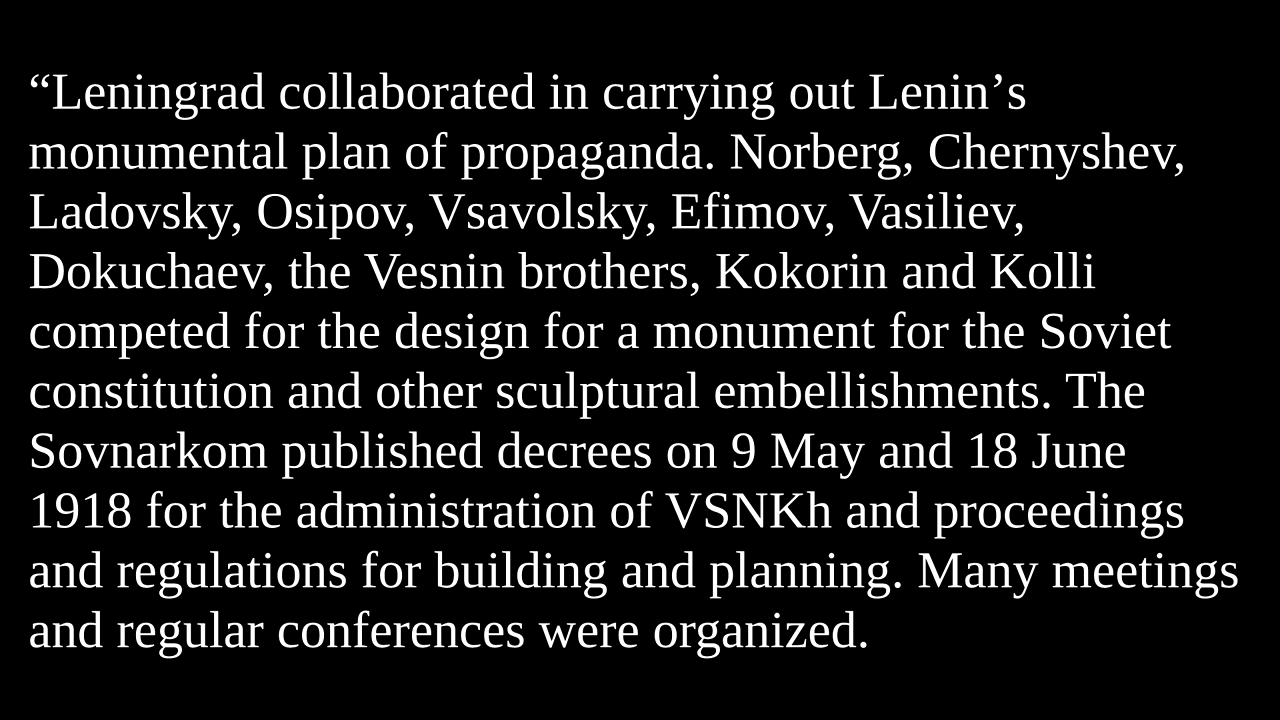 “Leningrad collaborated in carrying out Lenin’s
monumental plan of propaganda. Norberg, Chernyshev,
Ladovsky, Osipov, Vsavolsky, Efimov, Vasiliev,
Dokuchaev, the Vesnin brothers, Kokorin and Kolli
competed for the design for a monument for the Soviet
constitution and other sculptural embellishments. The
Sovnarkom published decrees on 9 May and 18 June
1918 for the administration of VSNKh and proceedings
and regulations for building and planning. Many meetings
and regular conferences were organized.